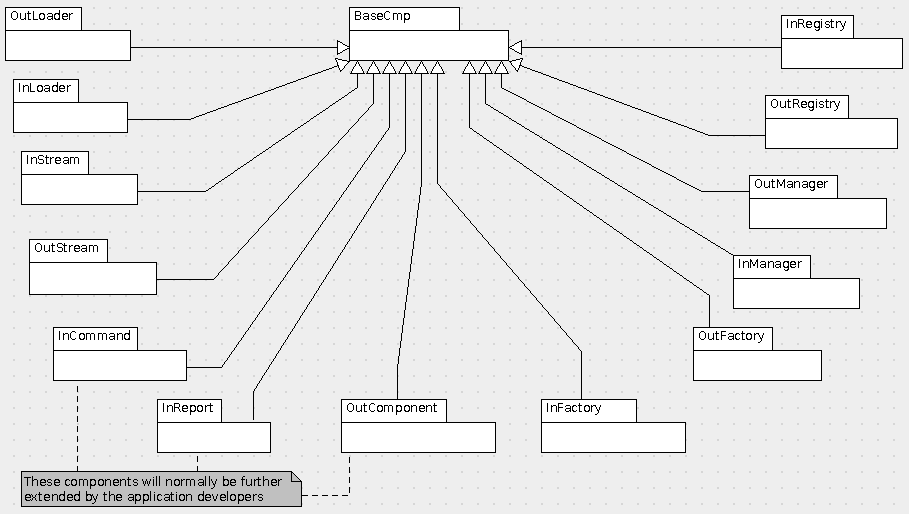 OutLoader
BaseCmp
InRegistry
InLoader
OutRegistry
InStream
OutManager
OutStream
InManager
InCommand
OutFactory
InReport
OutComponent
InFactory
These components will normally be further
extended by the application developers